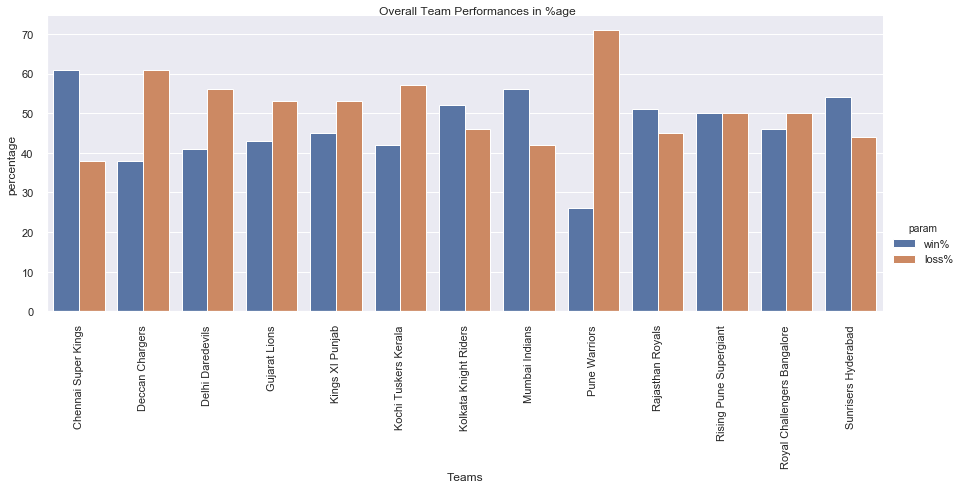 Overall Team Performances in %age
percentage
70
60
50
40
30
20
10
0
Chennai Super Kings
Deccan Chargers
Delhi Daredevils
Gujarat Lions
Kings XI Punjab
Kochi Tuskers Kerala
Kolkata Knight Riders
Mumbai Indians
Pune Warriors
Rajasthan Royals
Rising Pune Supergiant
Royal Challengers Bangalore
Sunrisers Hyderabad
Teams
param
win%
loss%